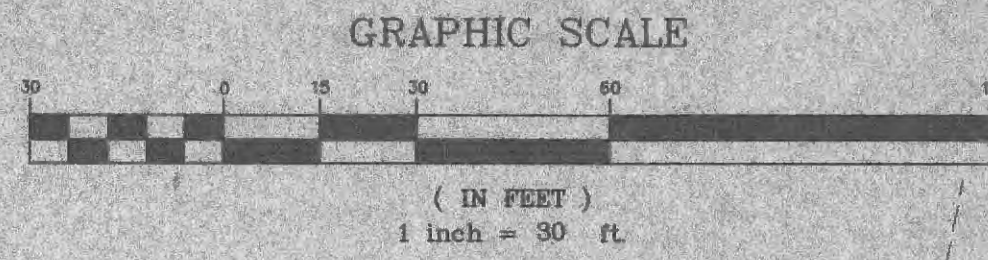 GRAPHIC SCALE
30 0 15 30 60
( IN FEET )
1 inch = 30 ft.